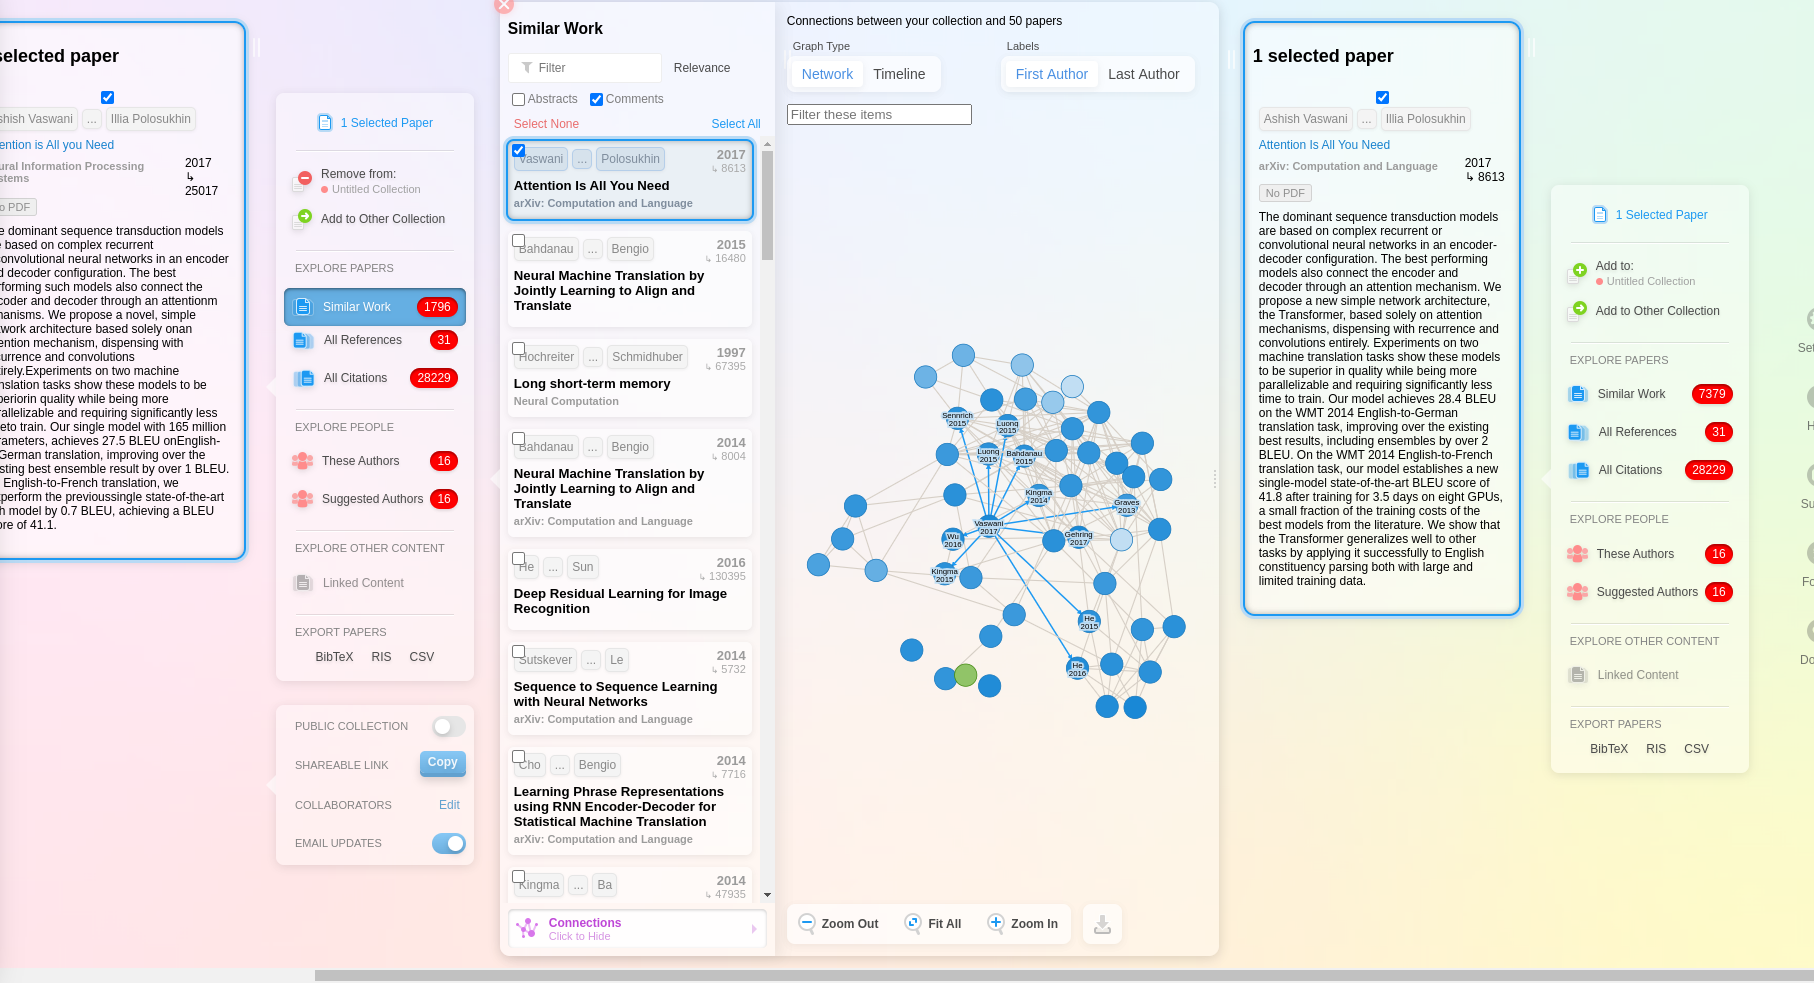 selected paper
shish Vaswani
...
Illia Polosukhin
ention is All you Need
ural Information Processing
stems
2017
↳
25017
o PDF
e dominant sequence transduction models
e based on complex recurrent
convolutional neural networks in an encoder
d decoder configuration. The best
rforming such models also connect the
coder and decoder through an attentionm
hanisms. We propose a novel, simple
twork architecture based solely onan
ention mechanism, dispensing with
currence and convolutions
tirely.Experiments on two machine
nslation tasks show these models to be
periorin quality while being more
rallelizable and requiring significantly less
eto train. Our single model with 165 million
rameters, achieves 27.5 BLEU onEnglish-
German translation, improving over the
sting best ensemble result by over 1 BLEU.
English-to-French translation, we
tperform the previoussingle state-of-the-art
h model by 0.7 BLEU, achieving a BLEU
ore of 41.1.
1 Selected Paper
Remove from:
Untitled Collection
Add to Other Collection
EXPLORE PAPERS
Similar Work 1796
All References 31
All Citations 28229
EXPLORE PEOPLE
These Authors 16
Suggested Authors 16
EXPLORE OTHER CONTENT
Linked Content
EXPORT PAPERS
BibTeX RIS CSV
PUBLIC COLLECTION
SHAREABLE LINK Copy
COLLABORATORS Edit
EMAIL UPDATES
Similar Work
Filter
Relevance
Abstracts Comments
Select None Select All
Vaswani ... Polosukhin 2017
↳ 8613
Attention Is All You Need
arXiv: Computation and Language
Bahdanau ... Bengio 2015
↳ 16480
Neural Machine Translation by
Jointly Learning to Align and
Translate
Hochreiter ... Schmidhuber 1997
↳ 67395
Long short-term memory
Neural Computation
Bahdanau ... Bengio 2014
↳ 8004
Neural Machine Translation by
Jointly Learning to Align and
Translate
arXiv: Computation and Language
He ... Sun 2016
↳ 130395
Deep Residual Learning for Image
Recognition
Sutskever ... Le 2014
↳ 5732
Sequence to Sequence Learning
with Neural Networks
arXiv: Computation and Language
Cho ... Bengio 2014
↳ 7716
Learning Phrase Representations
using RNN Encoder-Decoder for
Statistical Machine Translation
arXiv: Computation and Language
Kingma ... Ba 2014
↳ 47935
Connections
Click to Hide
Connections between your collection and 50 papers
Graph Type
Network Timeline
Labels
First Author Last Author
Filter these items
Sennrich
2015
Luong
2015
Luong
2015
Bahdanau
2015
Kingma
2014
Graves
2013
Vaswani
2017
Wu
2016
Gehring
2017
Kingma
2015
He
2015
He
2016
Zoom Out
Fit All
Zoom In
1 selected paper
Ashish Vaswani ... Illia Polosukhin
Attention Is All You Need
arXiv: Computation and Language
2017
↳ 8613
No PDF
The dominant sequence transduction models
are based on complex recurrent or
convolutional neural networks in an encoder-
decoder configuration. The best performing
models also connect the encoder and
decoder through an attention mechanism. We
propose a new simple network architecture,
the Transformer, based solely on attention
mechanisms, dispensing with recurrence and
convolutions entirely. Experiments on two
machine translation tasks show these models
to be superior in quality while being more
parallelizable and requiring significantly less
time to train. Our model achieves 28.4 BLEU
on the WMT 2014 English-to-German
translation task, improving over the existing
best results, including ensembles by over 2
BLEU. On the WMT 2014 English-to-French
translation task, our model establishes a new
single-model state-of-the-art BLEU score of
41.8 after training for 3.5 days on eight GPUs,
a small fraction of the training costs of the
best models from the literature. We show that
the Transformer generalizes well to other
tasks by applying it successfully to English
constituency parsing both with large and
limited training data.
1 Selected Paper
Add to:
Untitled Collection
Add to Other Collection
EXPLORE PAPERS
Similar Work 7379
All References 31
All Citations 28229
EXPLORE PEOPLE
These Authors 16
Suggested Authors 16
EXPLORE OTHER CONTENT
Linked Content
EXPORT PAPERS
BibTeX RIS CSV
Set
H
Su
Fo
Do